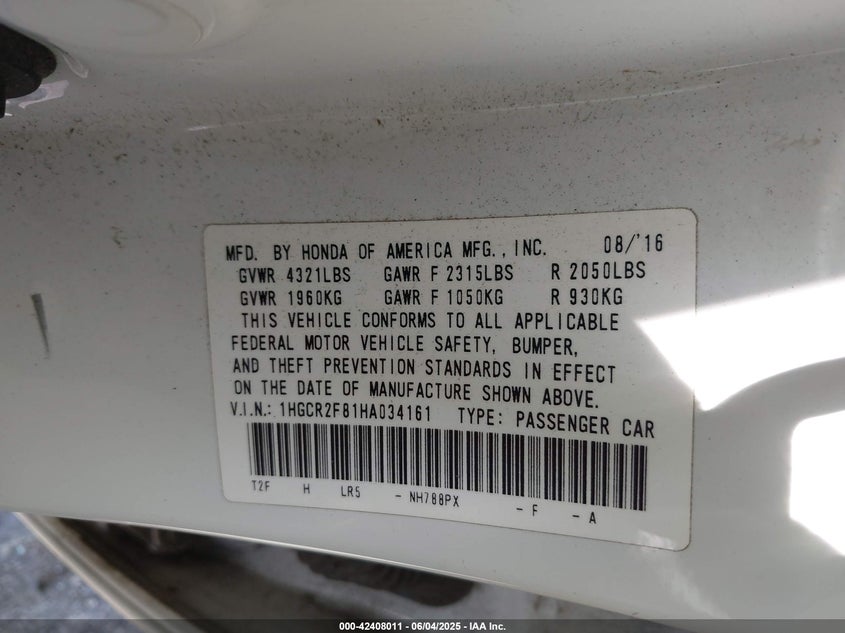 MFD. BY HONDA OF AMERICA MFG., INC. 08/'16
GVWR 4321LBS GAWR F 2315LBS R 2050LBS
GVWR 1960KG GAWR F 1050KG R 930KG
THIS VEHICLE CONFORMS TO ALL APPLICABLE
FEDERAL MOTOR VEHICLE SAFETY, BUMPER,
AND THEFT PREVENTION STANDARDS IN EFFECT
ON THE DATE OF MANUFACTURE SHOWN ABOVE.
V.I.N.: 1HGCR2F81HA034161 TYPE: PASSENGER CAR
T2F H LR5 - NH788PX - F - A
000-42408011 - 06/04/2025 - IAA Inc.